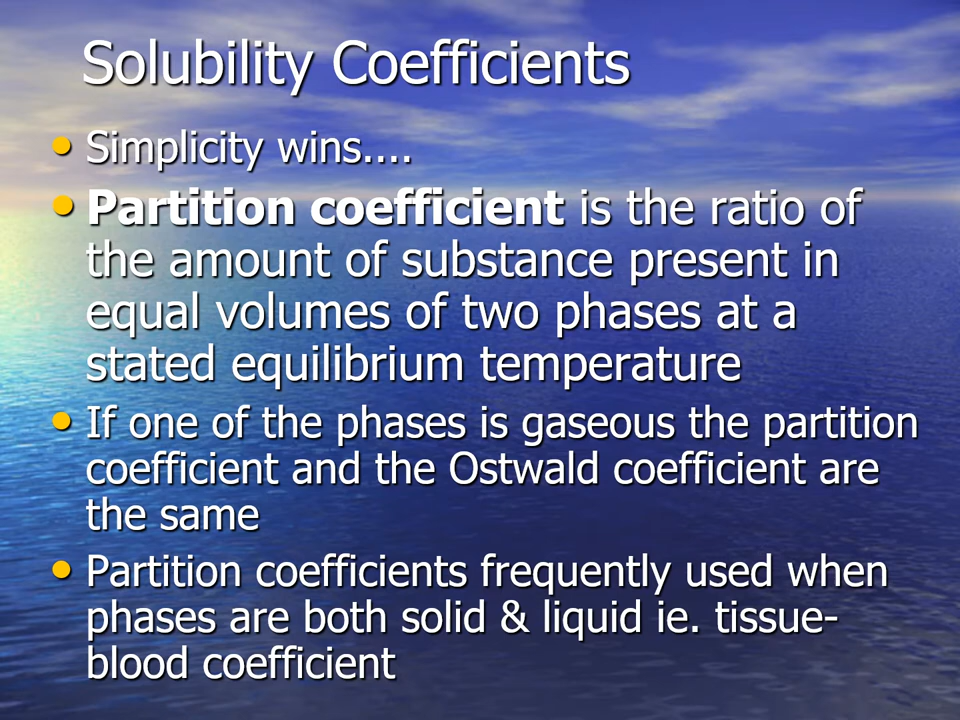 Solubility Coefficients
• Simplicity wins....
• Partition coefficient is the ratio of
the amount of substance present in
equal volumes of two phases at a
stated equilibrium temperature
• If one of the phases is gaseous the partition
coefficient and the Ostwald coefficient are
the same
• Partition coefficients frequently used when
phases are both solid & liquid ie. tissue-
blood coefficient